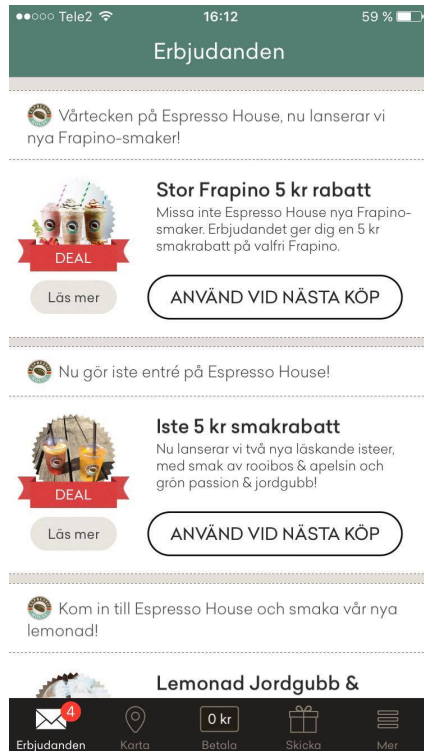 Tele2 16:12 59 %
Erbjudanden
Vårtecken på Espresso House, nu lanserar vi
nya Frapino-smaker!
Stor Frapino 5 kr rabatt
Missa inte Espresso House nya Frapino-
smaker. Erbjudandet ger dig en 5 kr
smakrabatt på valfri Frapino.
DEAL
Läs mer
ANVÄND VID NÄSTA KÖP
Nu gör iste entré på Espresso House!
Iste 5 kr smakrabatt
Nu lanserar vi två nya läskande isteer,
med smak av rooibos & apelsin och
grön passion & jordgubb!
DEAL
Läs mer
ANVÄND VID NÄSTA KÖP
Kom in till Espresso House och smaka vår nya
lemonad!
Lemonad Jordgubb &
4
0 kr
Erbjudanden Karta Betala Skicka Mer